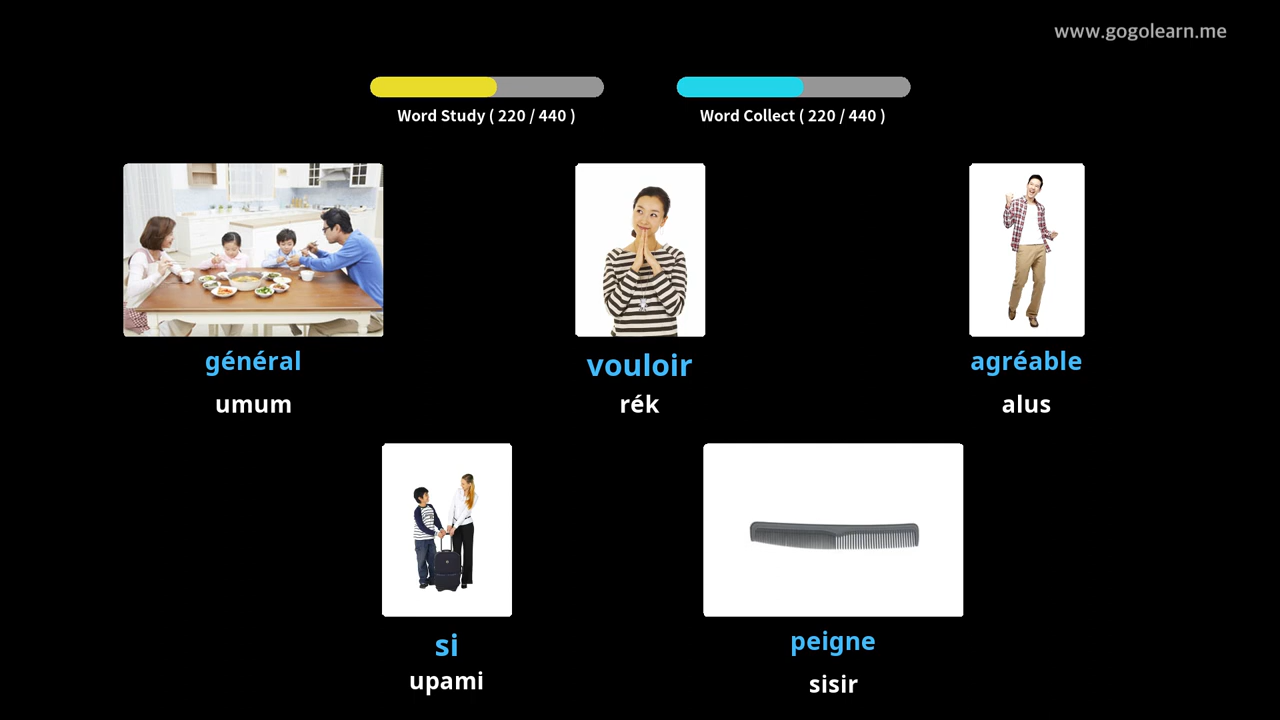 www.gogolearn.me
Word Study ( 220 / 440 )
Word Collect ( 220 / 440 )
général
vouloir
agréable
umum
rék
alus
si
peigne
upami
sisir